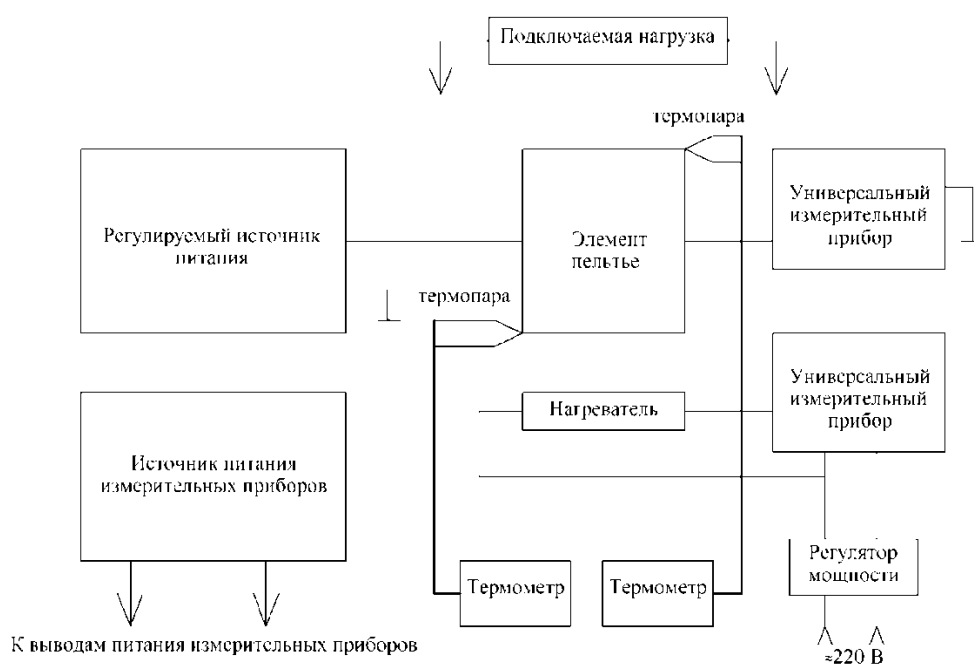 Подключаемая нагрузка
термопара
Регулируемый источник
питания
Элемент
пельтье
Универсальный
измерительный
прибор
термопара
Источник питания
измерительных приборов
Нагреватель
Универсальный
измерительный
прибор
Термометр
Термометр
Регулятор
мощности
К выводам питания измерительных приборов
≈220 В